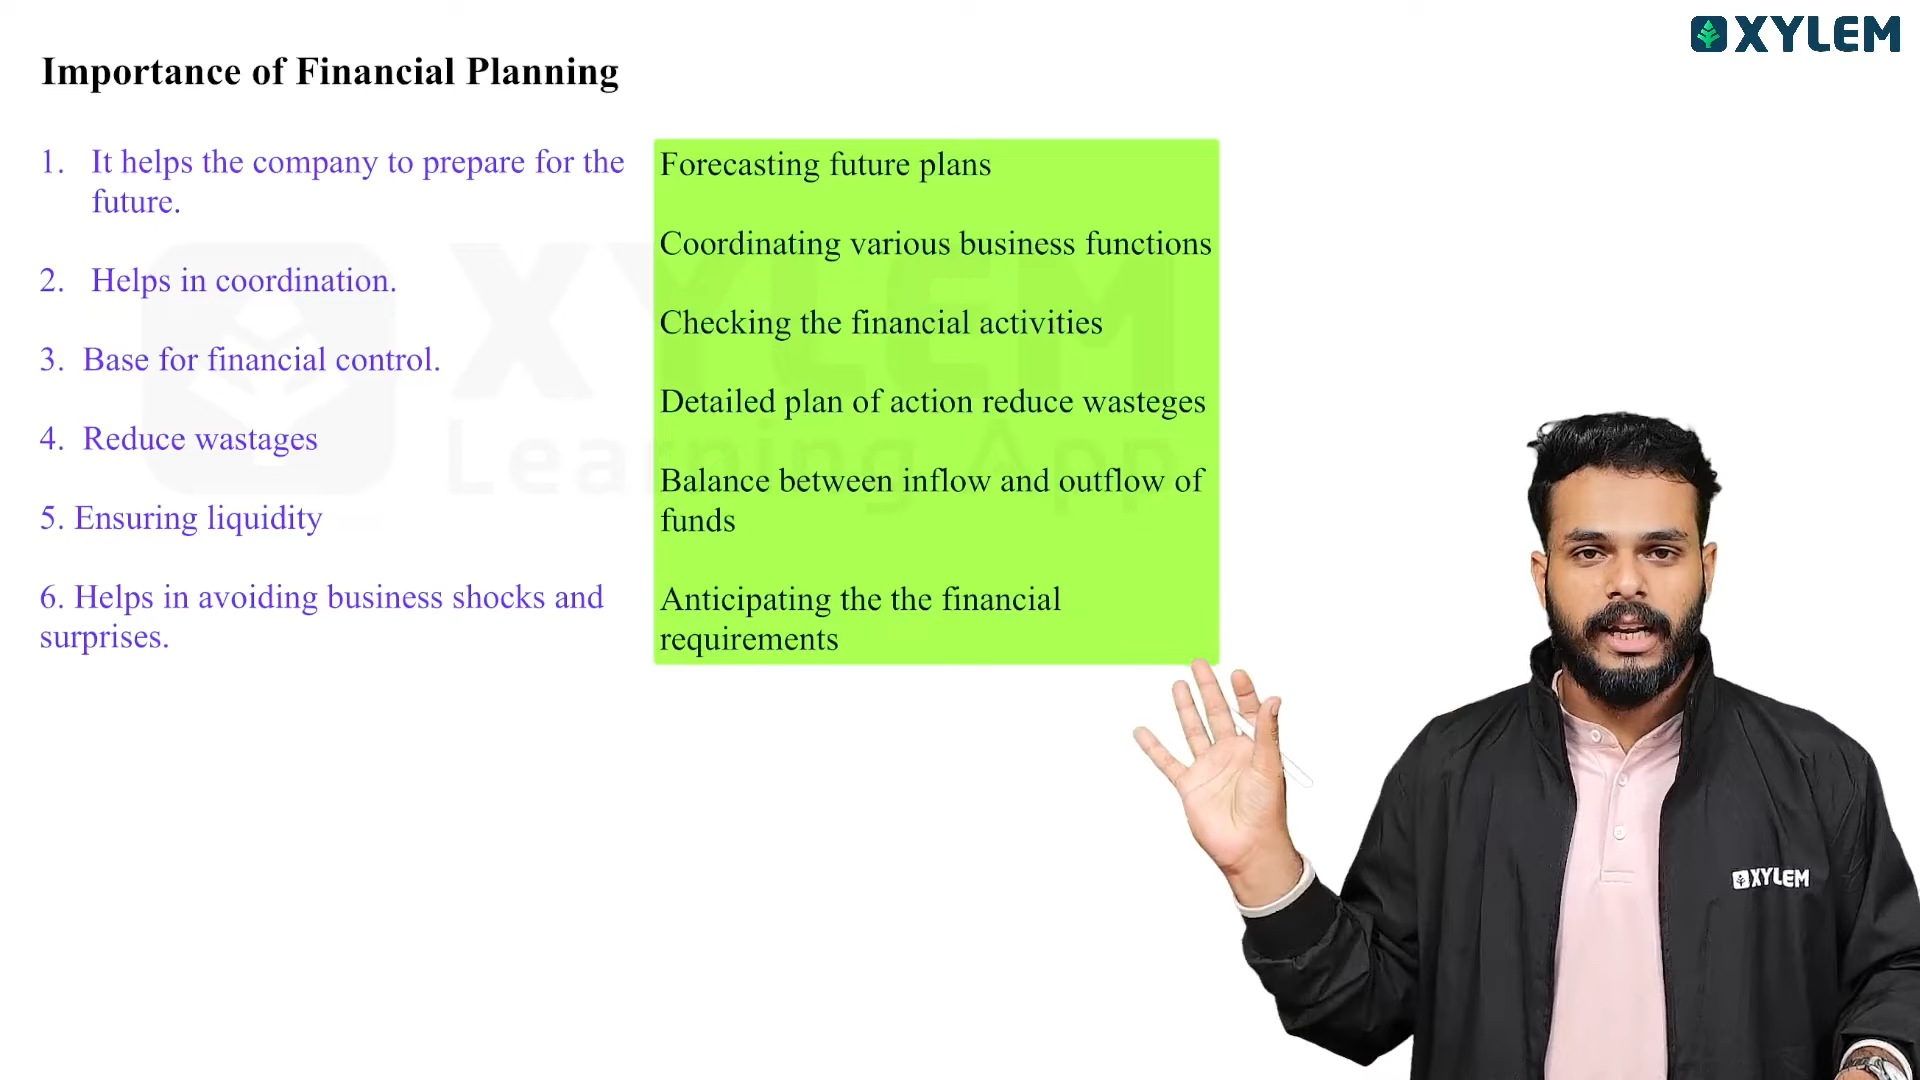 XYLEM
Importance of Financial Planning
1. It helps the company to prepare for the
future.
2. Helps in coordination.
3. Base for financial control.
4. Reduce wastages
5. Ensuring liquidity
6. Helps in avoiding business shocks and
surprises.
Forecasting future plans
Coordinating various business functions
Checking the financial activities
Detailed plan of action reduce wasteges
Balance between inflow and outflow of
funds
Anticipating the the financial
requirements
XYLEM
Learning App
XYLEM